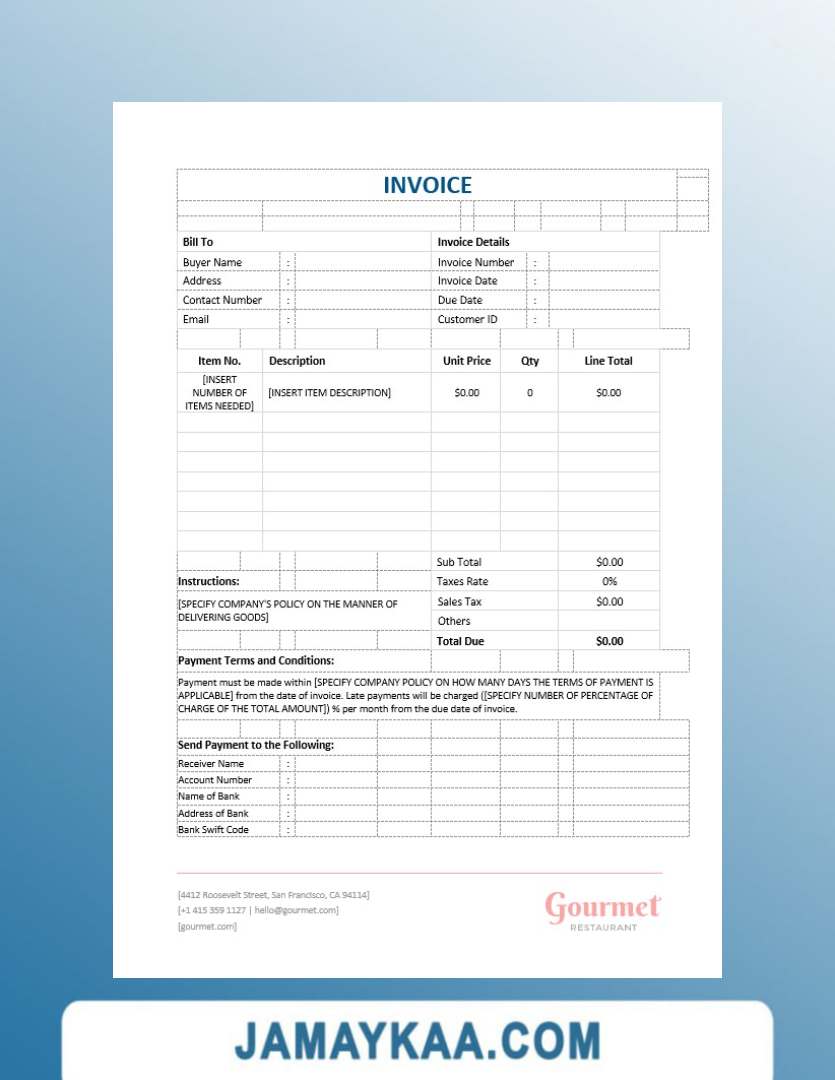 INVOICE
Bill To Invoice Details
Buyer Name : Invoice Number :
Address : Invoice Date :
Contact Number : Due Date :
Email : Customer ID :
Item No. Description Unit Price Qty Line Total
[INSERT
NUMBER OF
ITEMS NEEDED] [INSERT ITEM DESCRIPTION] $0.00 0 $0.00
Sub Total $0.00
Instructions: Taxes Rate 0%
[SPECIFY COMPANY'S POLICY ON THE MANNER OF
DELIVERING GOODS]
Sales Tax $0.00
Others
Total Due $0.00
Payment Terms and Conditions:
Payment must be made within [SPECIFY COMPANY POLICY ON HOW MANY DAYS THE TERMS OF PAYMENT IS
APPLICABLE] from the date of invoice. Late payments will be charged ([SPECIFY NUMBER OF PERCENTAGE OF
CHARGE OF THE TOTAL AMOUNT]) % per month from the due date of invoice.
Send Payment to the Following:
Receiver Name :
Account Number :
Name of Bank :
Address of Bank :
Bank Swift Code :
[4412 Roosevelt Street, San Francisco, CA 94114]
[+1 415 359 1127 | hello@gourmet.com]
[gourmet.com]
Gourmet
RESTAURANT
JAMAYKAA.COM